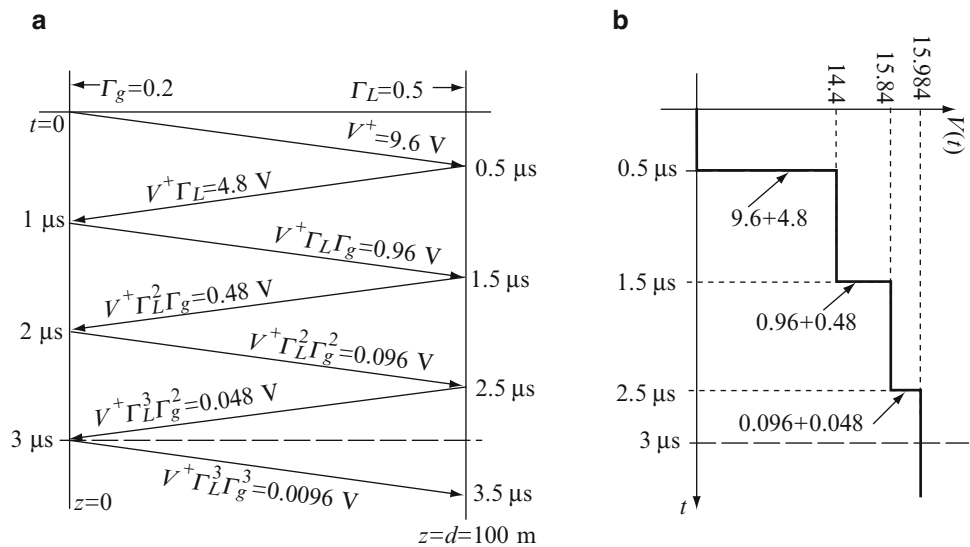 a
Γg=0.2
ΓL=0.5
t=0
V⁺=9.6 V
0.5 μs
V⁺ΓL=4.8 V
1 μs
V⁺ΓLΓg=0.96 V
1.5 μs
V⁺ΓL²Γg=0.48 V
2 μs
V⁺ΓL²Γg²=0.096 V
2.5 μs
V⁺ΓL³Γg²=0.048 V
3 μs
V⁺ΓL³Γg³=0.0096 V
3.5 μs
z=0
z=d=100 m
b
14.4
15.84
15.984
V(t)
0.5 μs
9.6+4.8
1.5 μs
0.96+0.48
2.5 μs
0.096+0.048
3 μs
t